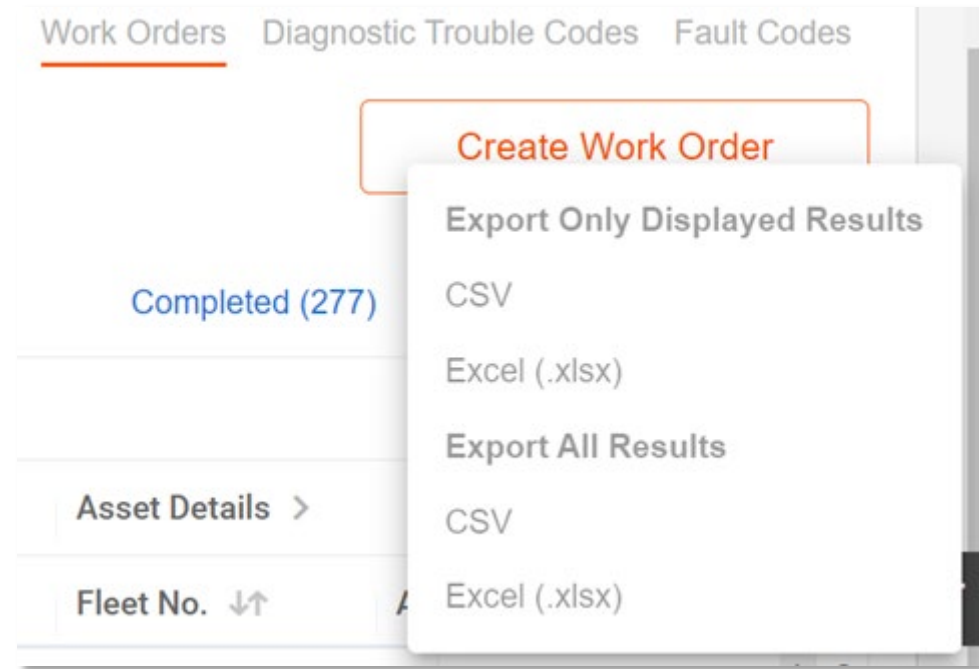 Work Orders Diagnostic Trouble Codes Fault Codes
Create Work Order
Export Only Displayed Results
Completed (277)
CSV
Excel (.xlsx)
Export All Results
Asset Details >
CSV
Fleet No.
Excel (.xlsx)